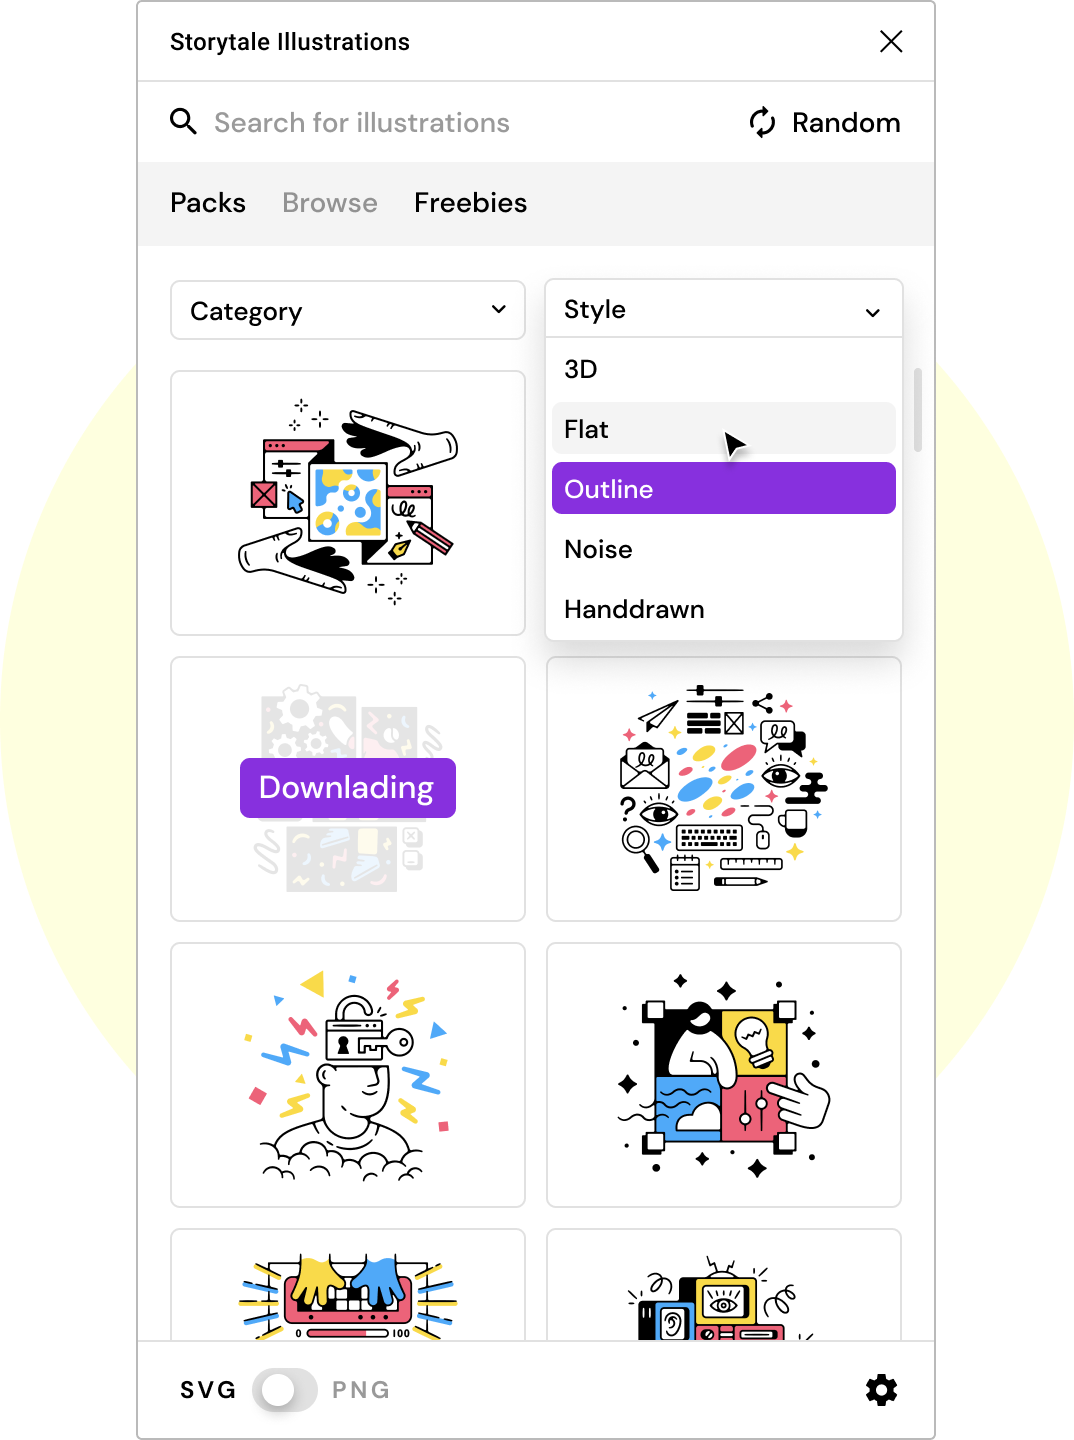 Storytale Illustrations
Search for illustrations
Random
Packs Browse Freebies
Category
Style
3D
Flat
Outline
Noise
Handdrawn
Downlading
?
0 100
SVG PNG